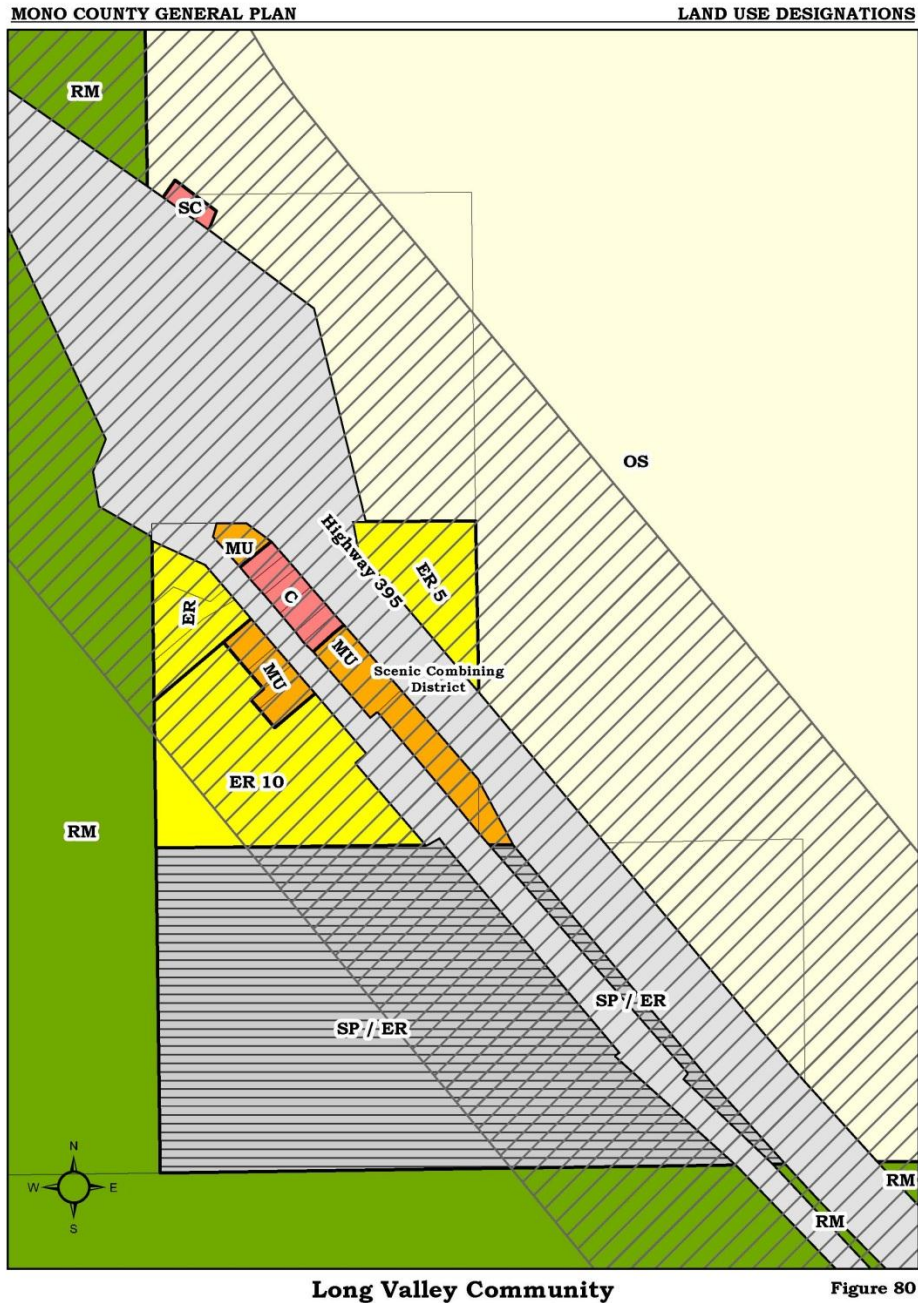 MONO COUNTY GENERAL PLAN
LAND USE DESIGNATIONS
RM
SC
OS
MU
Highway 395
ER 5
C
ER
MU
MU
Scenic Combining
District
ER 10
RM
SP / ER
SP / ER
N
W E
S
RM
RM
Long Valley Community
Figure 80